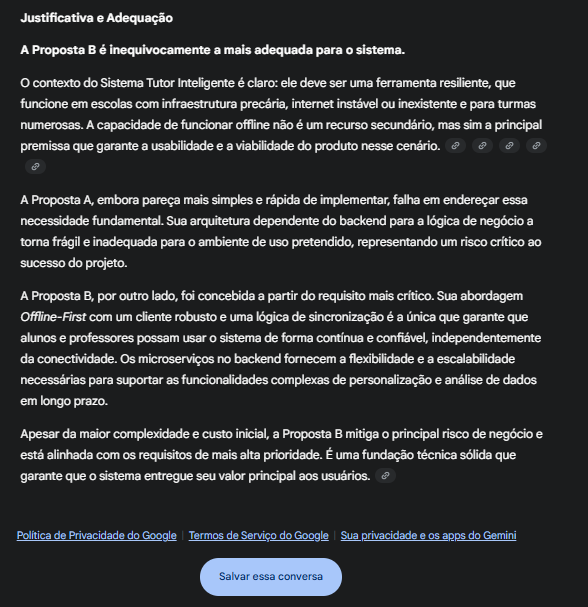 Justificativa e Adequação
A Proposta B é inequivocamente a mais adequada para o sistema.
O contexto do Sistema Tutor Inteligente é claro: ele deve ser uma ferramenta resiliente, que
funcione em escolas com infraestrutura precária, internet instável ou inexistente e para turmas
numerosas. A capacidade de funcionar offline não é um recurso secundário, mas sim a principal
premissa que garante a usabilidade e a viabilidade do produto nesse cenário.
A Proposta A, embora pareça mais simples e rápida de implementar, falha em endereçar essa
necessidade fundamental. Sua arquitetura dependente do backend para a lógica de negócio a
torna frágil e inadequada para o ambiente de uso pretendido, representando um risco crítico ao
sucesso do projeto.
A Proposta B, por outro lado, foi concebida a partir do requisito mais crítico. Sua abordagem
Offline-First com um cliente robusto e uma lógica de sincronização é a única que garante que
alunos e professores possam usar o sistema de forma contínua e confiável, independentemente
da conectividade. Os microserviços no backend fornecem a flexibilidade e a escalabilidade
necessárias para suportar as funcionalidades complexas de personalização e análise de dados
em longo prazo.
Apesar da maior complexidade e custo inicial, a Proposta B mitiga o principal risco de negócio e
está alinhada com os requisitos de mais alta prioridade. É uma fundação técnica sólida que
garante que o sistema entregue seu valor principal aos usuários.
Política de Privacidade do Google | Termos de Serviço do Google | Sua privacidade e os apps do Gemini
Salvar essa conversa